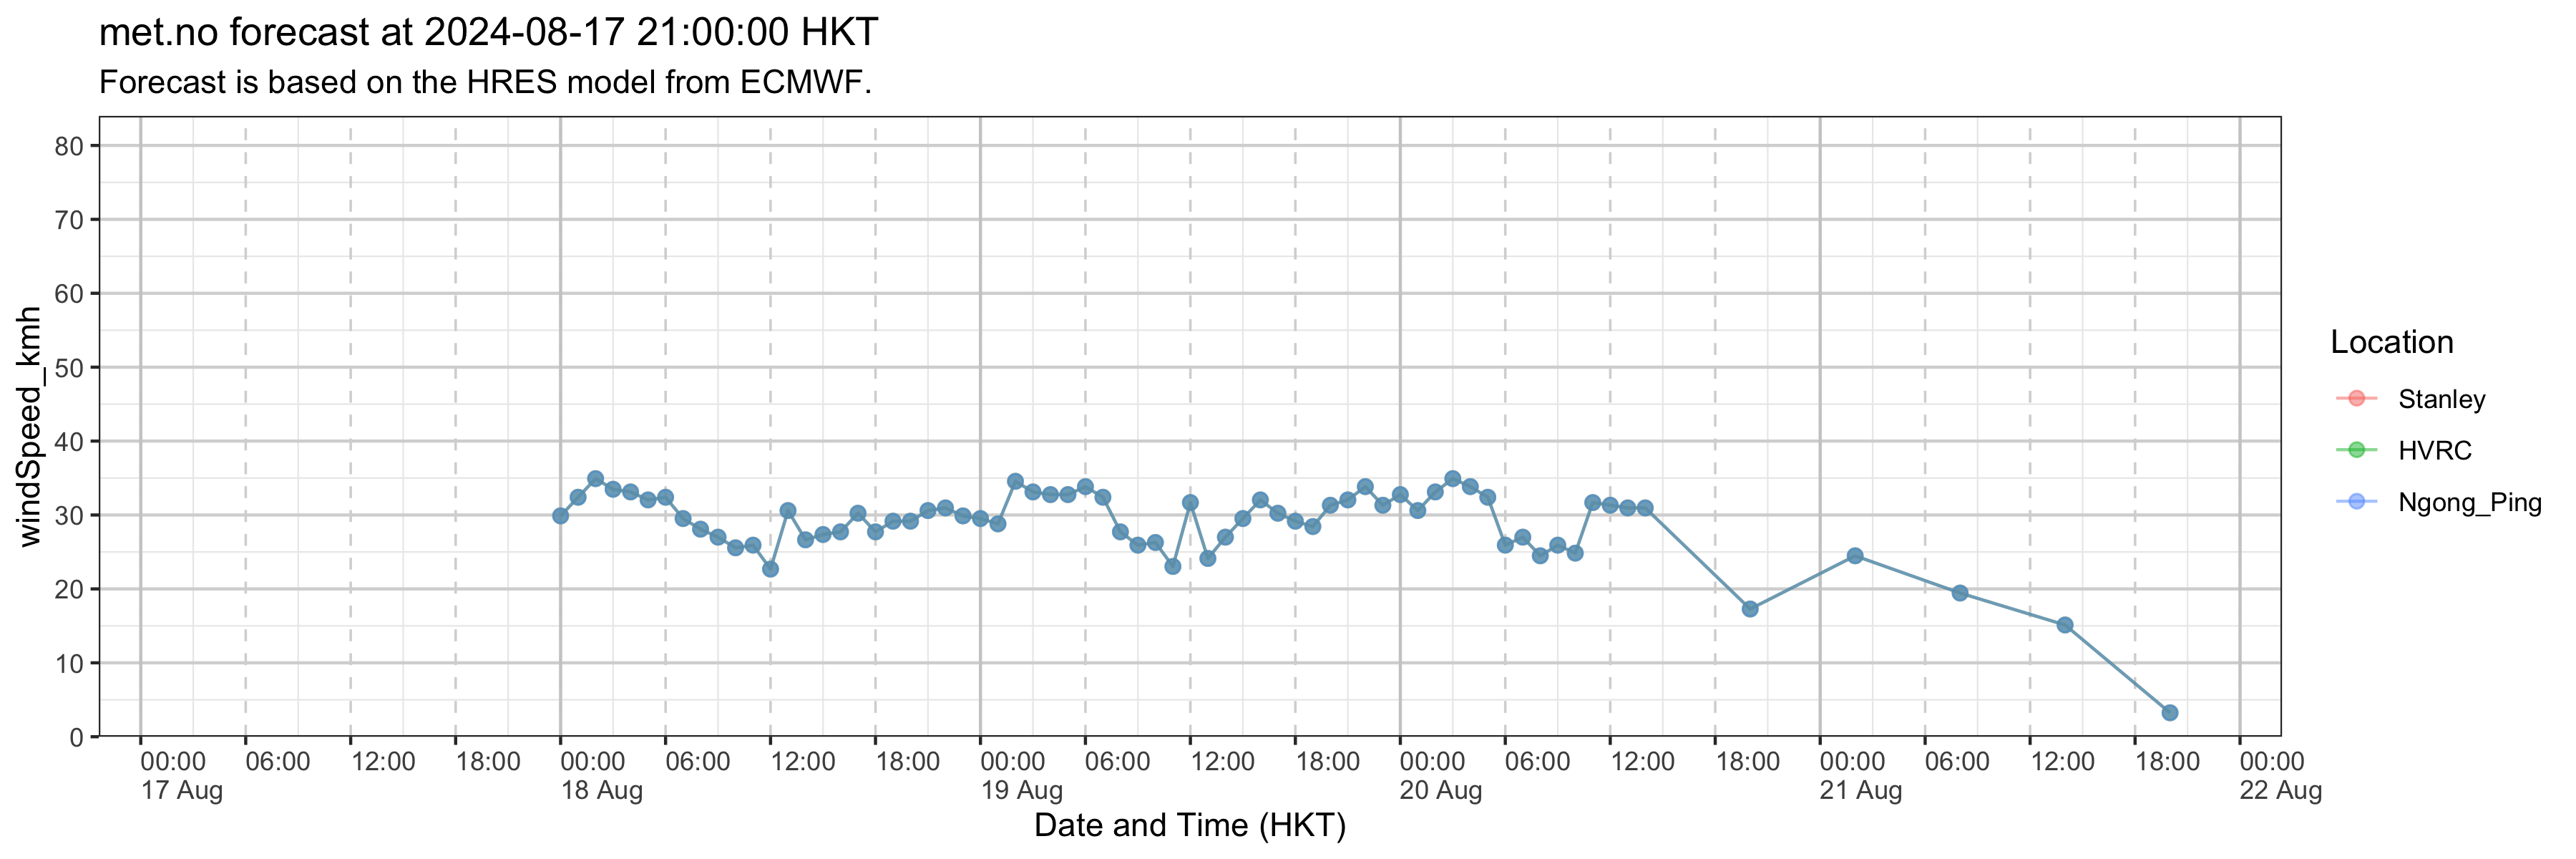 met.no forecast at 2024-08-17 21:00:00 HKT
Forecast is based on the HRES model from ECMWF.
windSpeed_kmh
80
70
60
50
40
30
20
10
0
00:00 06:00 12:00 18:00 00:00 06:00 12:00 18:00 00:00 06:00 12:00 18:00 00:00 06:00 12:00 18:00 00:00 06:00 12:00 18:00 00:00
17 Aug 18 Aug 19 Aug 20 Aug 21 Aug 22 Aug
Date and Time (HKT)
Location
Stanley
HVRC
Ngong_Ping